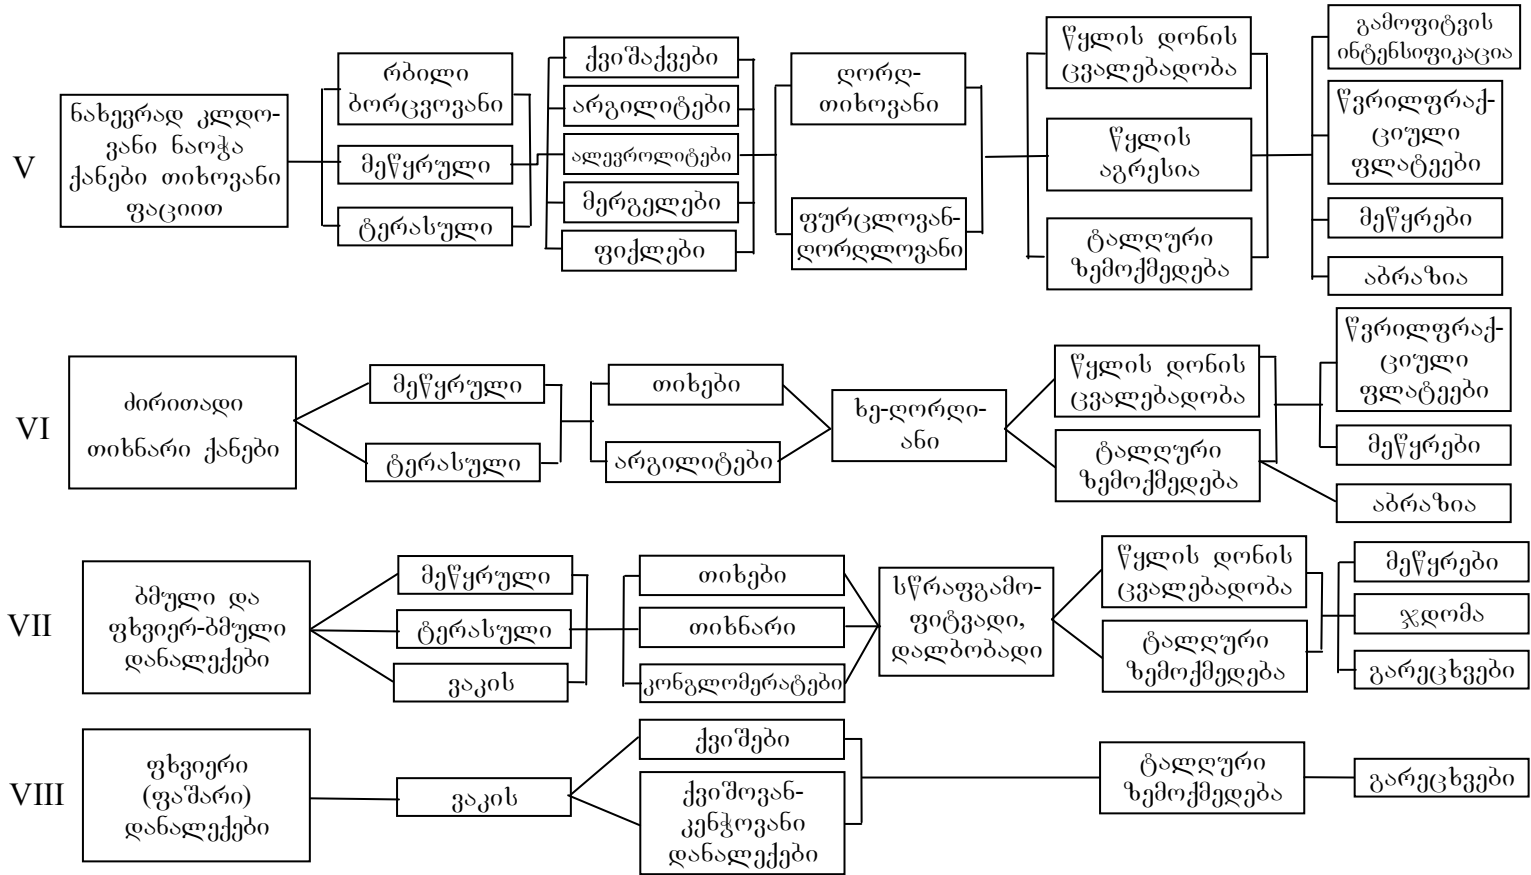 V
ნახევრად კლდო-
ვანი ნაოჭა
ქანები თიხოვანი
ფაციით
რბილი
ბორცვოვანი
მეწყრული
ტერასული
ქვიშაქვები
არგილიტები
ალევროლიტები
მერგელები
ფიქლები
ღორღ-
თიხოვანი
ფურცლოვან-
ღორღლოვანი
წყლის დონის
ცვალებადობა
წყლის
აგრესია
ტალღური
ზემოქმედება
გამოფიტვის
ინტენსიფიკაცია
წვრილფრაქ-
ციული
ფლატეები
მეწყრები
აბრაზია
VI
ძირითადი
თიხნარი ქანები
მეწყრული
ტერასული
თიხები
არგილიტები
ხე-ღორღი-
ანი
წყლის დონის
ცვალებადობა
ტალღური
ზემოქმედება
წვრილფრაქ-
ციული
ფლატეები
მეწყრები
აბრაზია
VII
ბმული და
ფხვიერ-ბმული
დანალექები
მეწყრული
ტერასული
ვაკის
თიხები
თიხნარი
კონგლომერატები
სწრაფგამო-
ფიტვადი,
დალბობადი
წყლის დონის
ცვალებადობა
ტალღური
ზემოქმედება
მეწყრები
ჯდომა
გარეცხვები
VIII
ფხვიერი
(ფაშარი)
დანალექები
ვაკის
ქვიშები
ქვიშოვან-
კენჭოვანი
დანალექები
ტალღური
ზემოქმედება
გარეცხვები